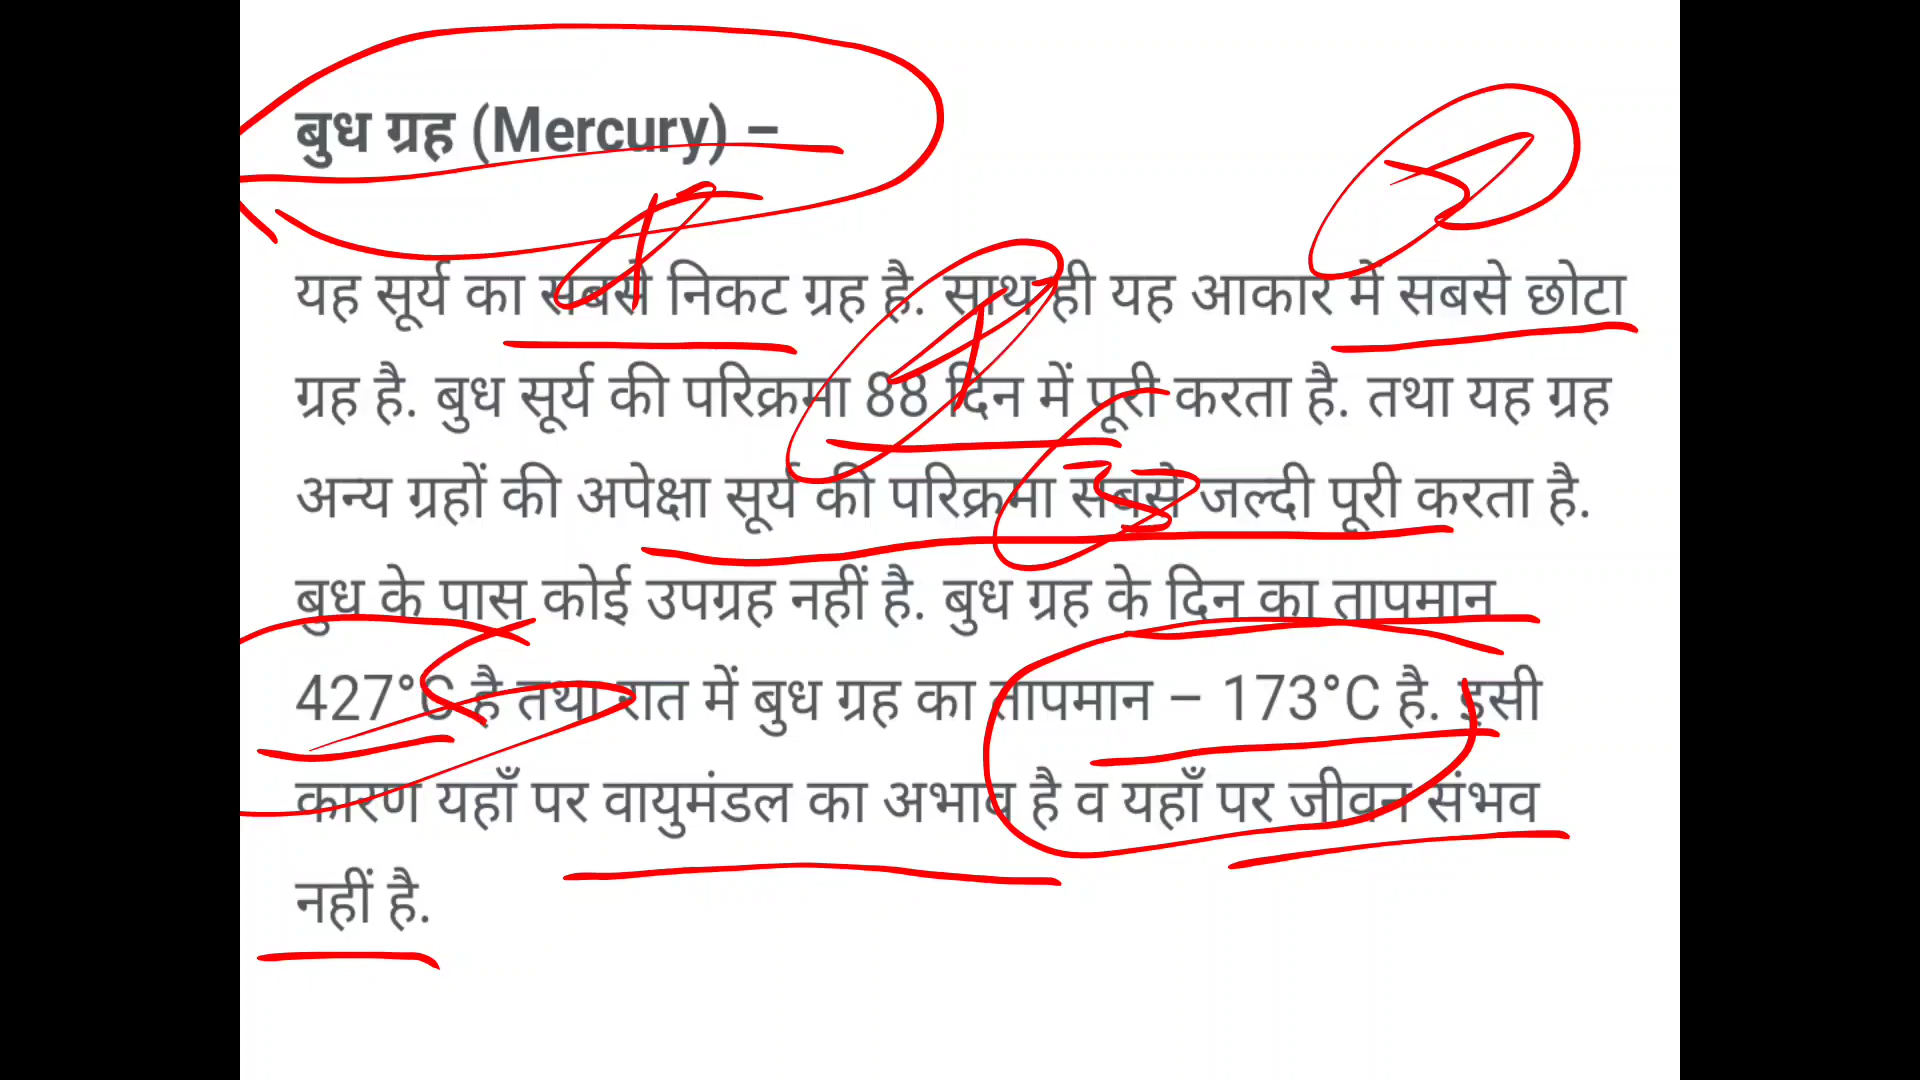 बुध ग्रह (Mercury) –
यह सूर्य का सबसे निकट ग्रह है. साथ ही यह आकार में सबसे छोटा
ग्रह है. बुध सूर्य की परिक्रमा 88 दिन में पूरी करता है. तथा यह ग्रह
अन्य ग्रहों की अपेक्षा सूर्य की परिक्रमा सबसे जल्दी पूरी करता है.
बुध के पास कोई उपग्रह नहीं है. बुध ग्रह के दिन का तापमान
427°C है तथा रात में बुध ग्रह का तापमान – 173°C है. इसी
कारण यहाँ पर वायुमंडल का अभाव है व यहाँ पर जीवन संभव
नहीं है.